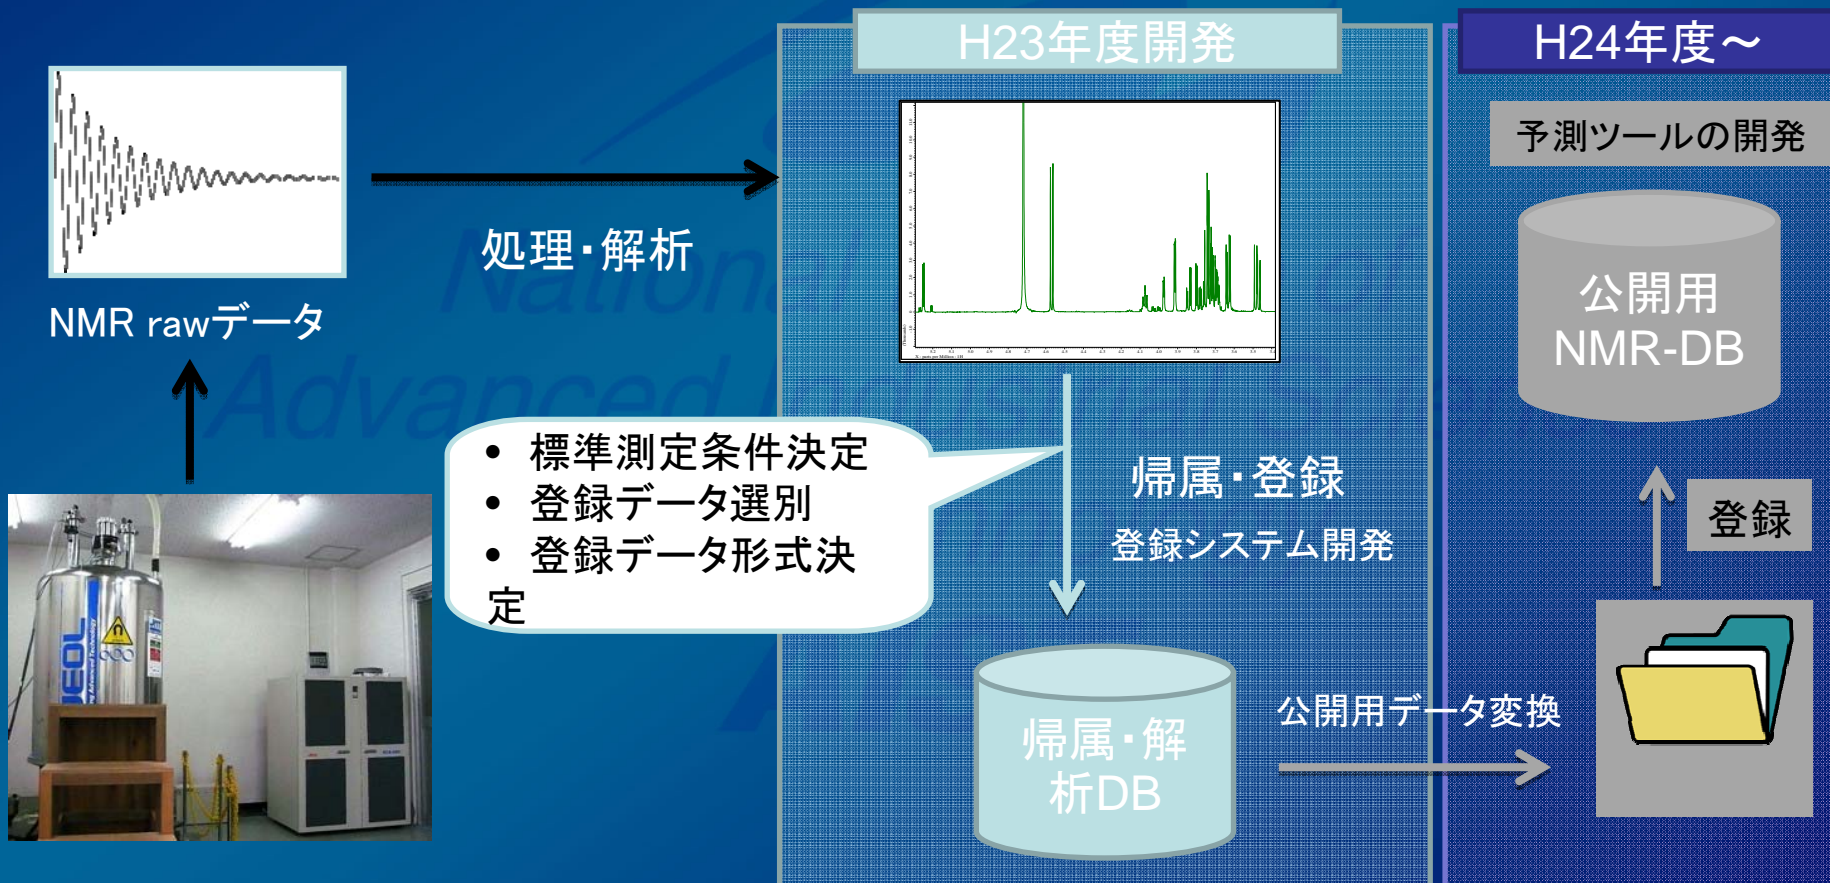 H23年度開発
H24年度～
予測ツールの開発
処理・解析
NMR rawデータ
公開用
NMR-DB
• 標準測定条件決定
• 登録データ選別
• 登録データ形式決
定
帰属・登録
登録システム開発
登録
帰属・解
析DB
公開用データ変換
JEOL
National
Advanced Industrial